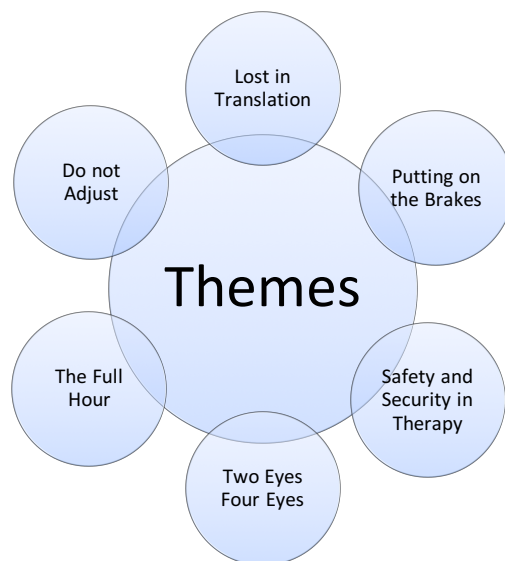 Lost in
Translation
Putting on
the Brakes
Safety and
Security in
Therapy
Two Eyes
Four Eyes
The Full
Hour
Do not
Adjust
Themes